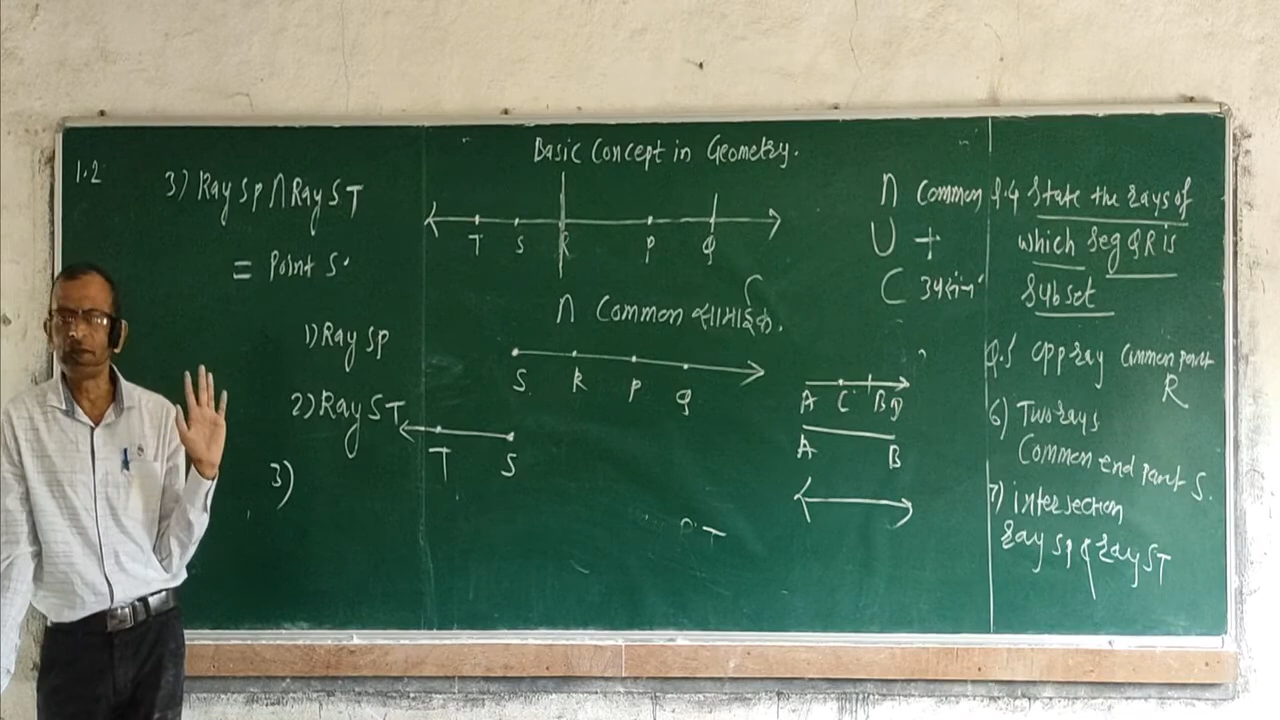 Basic Concept in Geometry.
1.2
3) Ray SP ∩ Ray ST
= Point S.
1) Ray SP
2) Ray ST
3)
T S R P Q
∩ Common सामाईक.
S R P Q
T S
∩ Common
U +
C
A C B D
A B
Q.4 State the rays of
which Seg QR is
Subset
Q.5 opp ray Common point
R
6) Two rays
Common end point S.
7) intersection
ray SP & ray ST